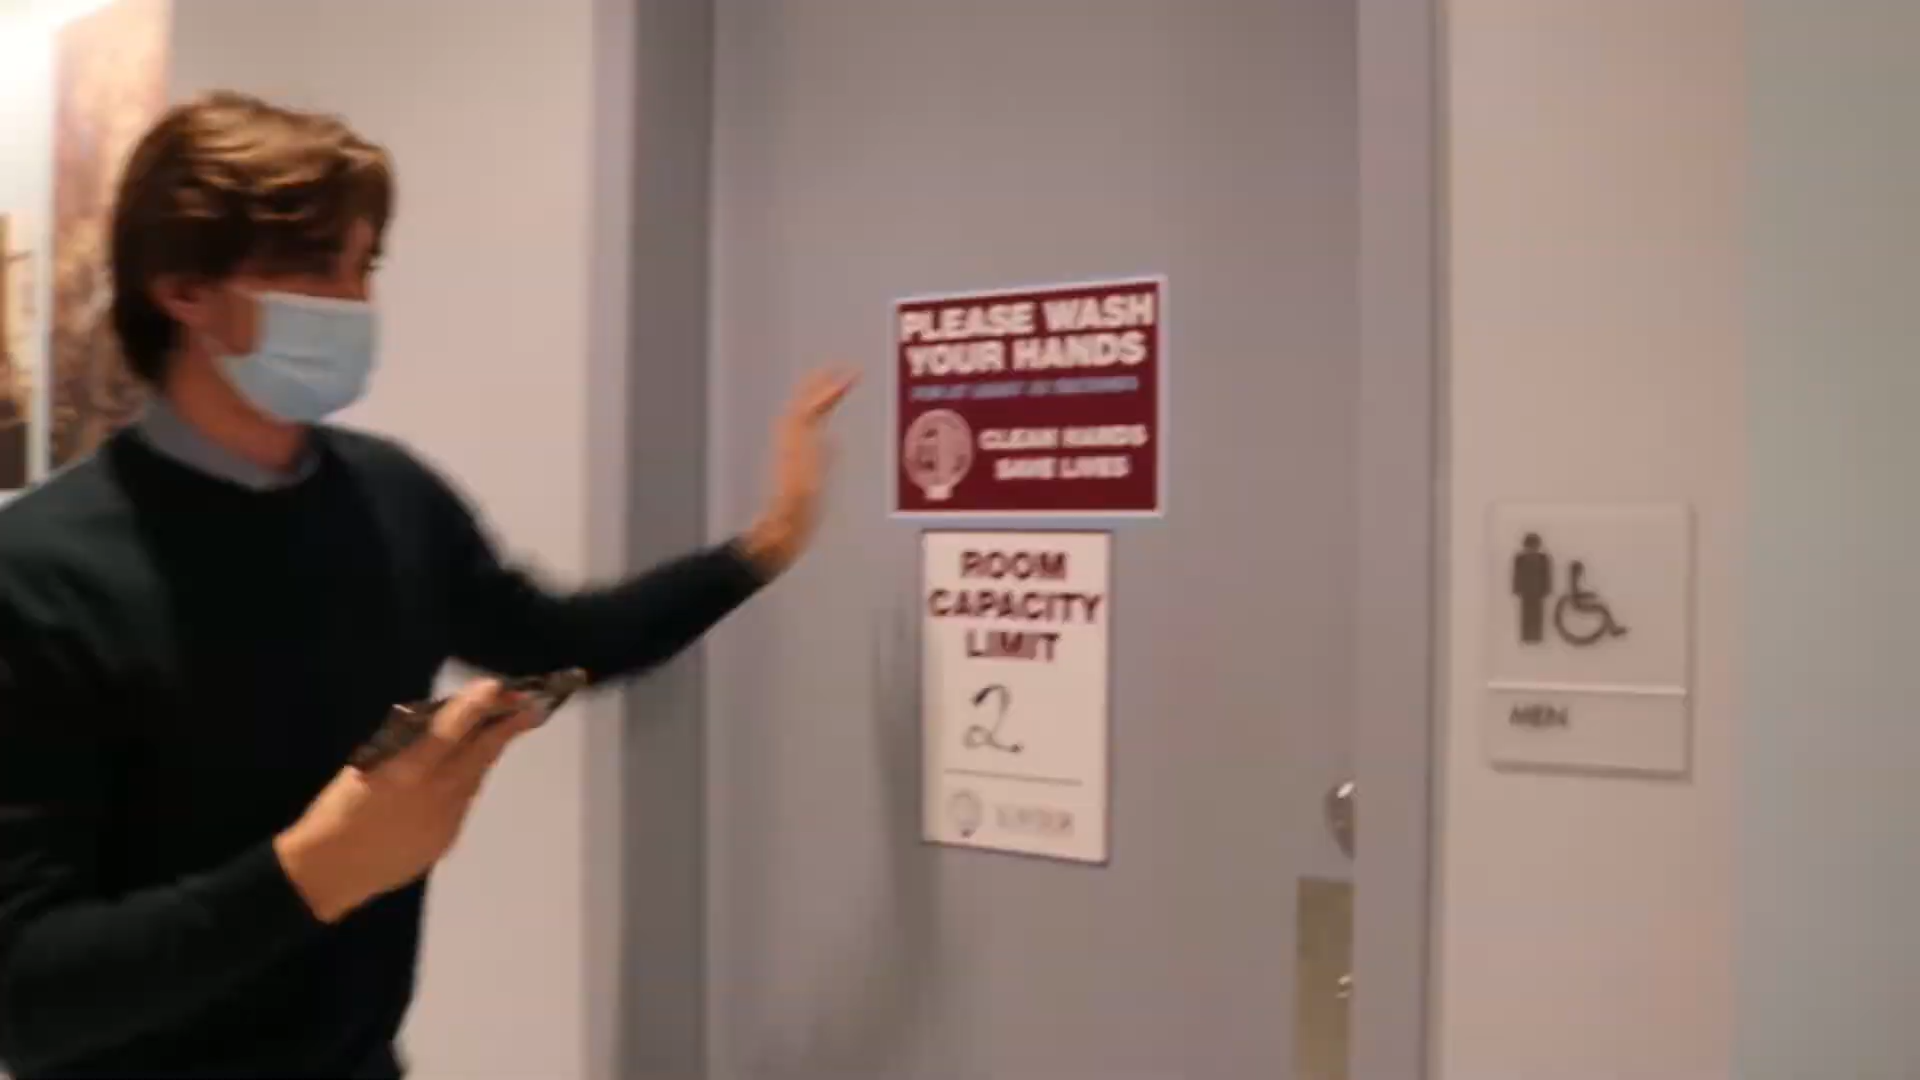 PLEASE WASH
YOUR HANDS
CLEAN HANDS
SAVE LIVES
ROOM
CAPACITY
LIMIT
2
MEN